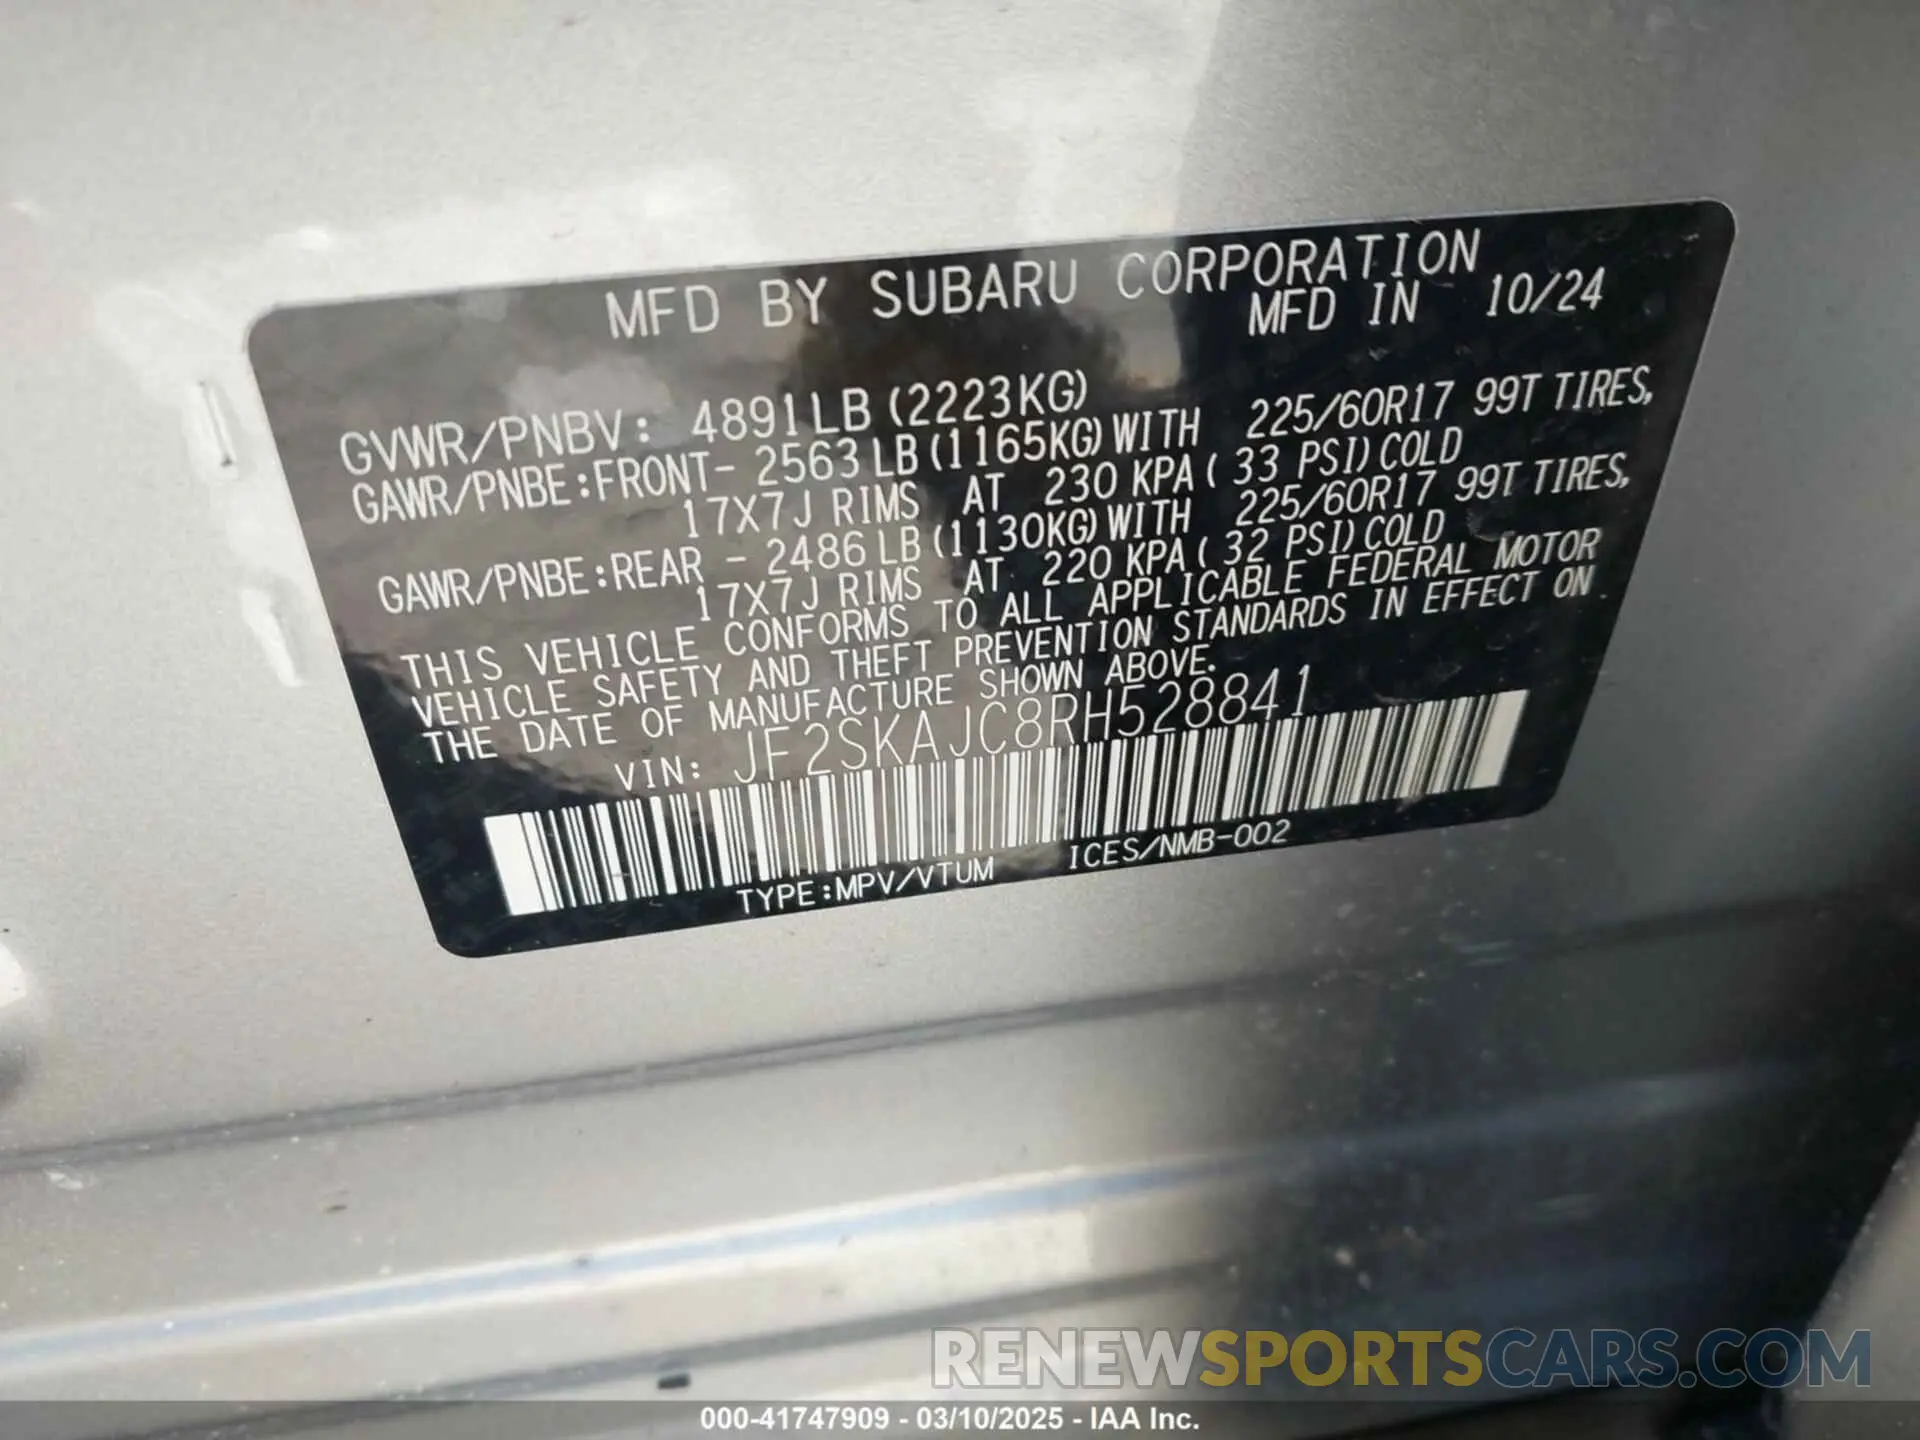 MFD BY SUBARU CORPORATION
MFD IN 10/24
GVWR/PNBV: 4891LB (2223KG)
GAWR/PNBE:FRONT- 2563LB(1165KG)WITH 225/60R17 99T TIRES,
17X7J RIMS AT 230 KPA( 33 PSI)COLD
GAWR/PNBE:REAR - 2486LB(1130KG)WITH 225/60R17 99T TIRES,
17X7J RIMS AT 220 KPA( 32 PSI)COLD
THIS VEHICLE CONFORMS TO ALL APPLICABLE FEDERAL MOTOR
VEHICLE SAFETY AND THEFT PREVENTION STANDARDS IN EFFECT ON
THE DATE OF MANUFACTURE SHOWN ABOVE.
VIN: JF2SKAJC8RH528841
TYPE:MPV/VTUM ICES/NMB-002
RENEWSPORTSCARS.COM
000-41747909 - 03/10/2025 - IAA Inc.